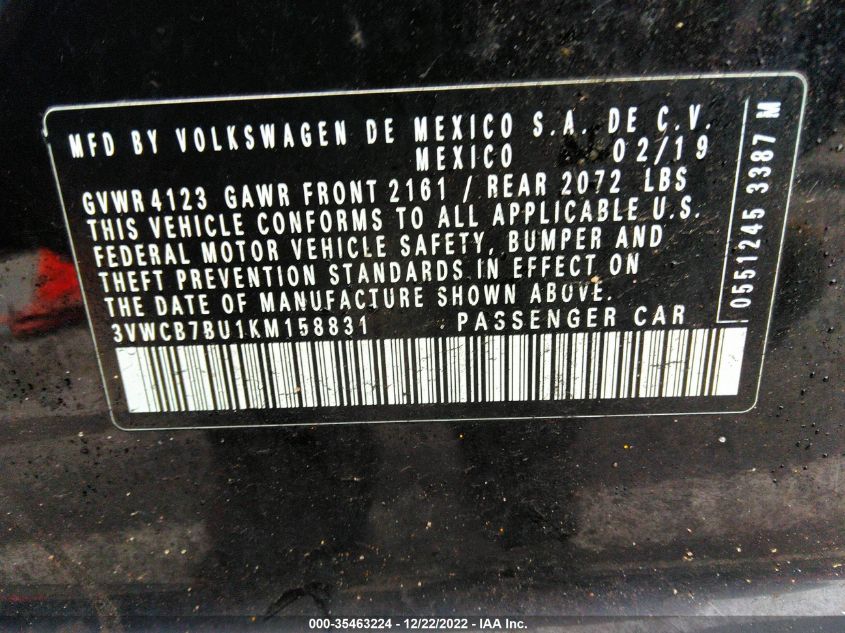 MFD BY VOLKSWAGEN DE MEXICO S.A. DE C.V.
MEXICO 02/19
GVWR 4123 GAWR FRONT 2161 / REAR 2072 LBS
THIS VEHICLE CONFORMS TO ALL APPLICABLE U.S.
FEDERAL MOTOR VEHICLE SAFETY, BUMPER AND
THEFT PREVENTION STANDARDS IN EFFECT ON
THE DATE OF MANUFACTURE SHOWN ABOVE.
3VWCB7BU1KM158831 PASSENGER CAR
0551245 3387 M
000-35463224 - 12/22/2022 - IAA Inc.